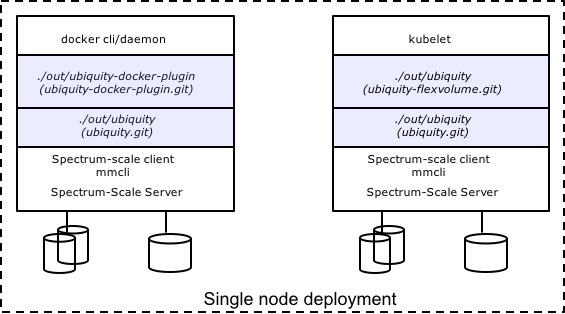 docker cli/daemon
./out/ubiquity-docker-plugin
(ubiquity-docker-plugin.git)
./out/ubiquity
(ubiquity.git)
Spectrum-scale client
mmcli
Spectrum-Scale Server
kubelet
./out/ubiquity
(ubiquity-flexvolume.git)
./out/ubiquity
(ubiquity.git)
Spectrum-scale client
mmcli
Spectrum-Scale Server
Single node deployment